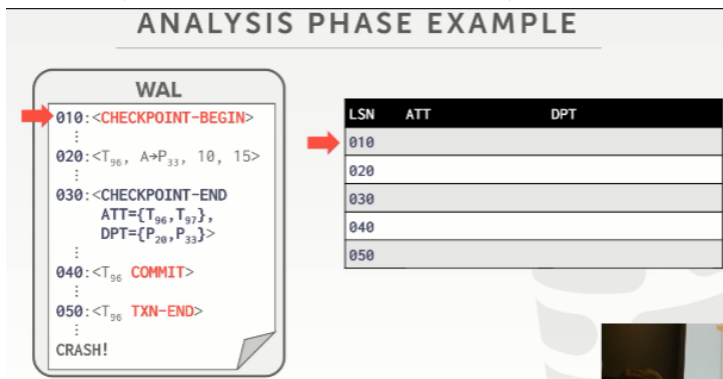 ANALYSIS PHASE EXAMPLE
WAL
010:<CHECKPOINT-BEGIN>
⋮
020:<T₉₆, A→P₃₃, 10, 15>
⋮
030:<CHECKPOINT-END
ATT={T₉₆,T₉₇},
DPT={P₂₀,P₃₃}>
⋮
040:<T₉₆ COMMIT>
⋮
050:<T₉₆ TXN-END>
⋮
CRASH!
LSN ATT DPT
010
020
030
040
050